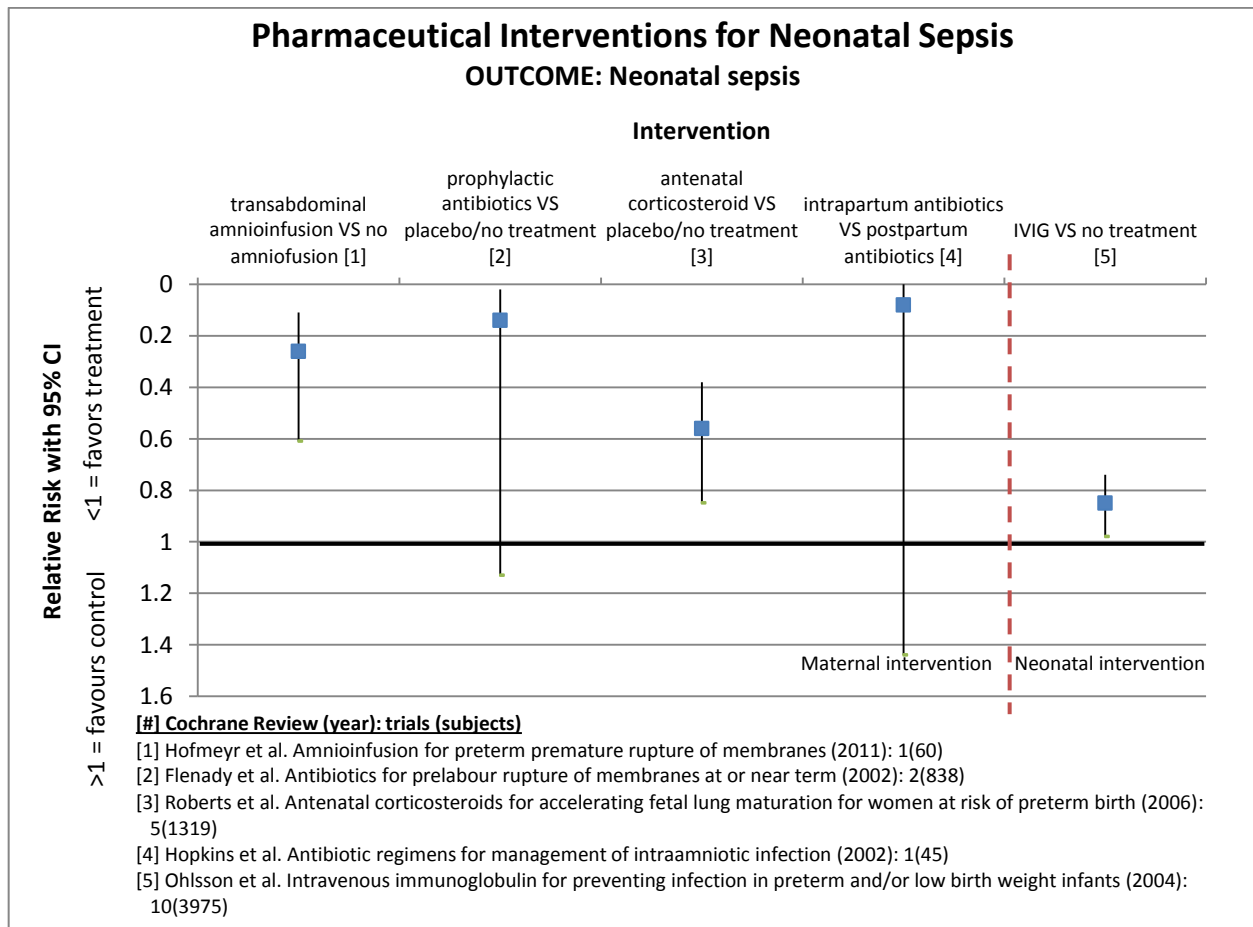 Pharmaceutical Interventions for Neonatal Sepsis
OUTCOME: Neonatal sepsis
Intervention
transabdominal
amnioinfusion VS no
amniofusion [1]
prophylactic
antibiotics VS
placebo/no treatment
[2]
antenatal
corticosteroid VS
placebo/no treatment
[3]
intrapartum antibiotics
VS postpartum
antibiotics [4]
IVIG VS no treatment
[5]
Relative Risk with 95% CI
>1 = favours control
<1 = favors treatment
0
0.2
0.4
0.6
0.8
1
1.2
1.4
1.6
Maternal intervention
Neonatal intervention
[#] Cochrane Review (year): trials (subjects)
[1] Hofmeyr et al. Amnioinfusion for preterm premature rupture of membranes (2011): 1(60)
[2] Flenady et al. Antibiotics for prelabour rupture of membranes at or near term (2002): 2(838)
[3] Roberts et al. Antenatal corticosteroids for accelerating fetal lung maturation for women at risk of preterm birth (2006):
5(1319)
[4] Hopkins et al. Antibiotic regimens for management of intraamniotic infection (2002): 1(45)
[5] Ohlsson et al. Intravenous immunoglobulin for preventing infection in preterm and/or low birth weight infants (2004):
10(3975)